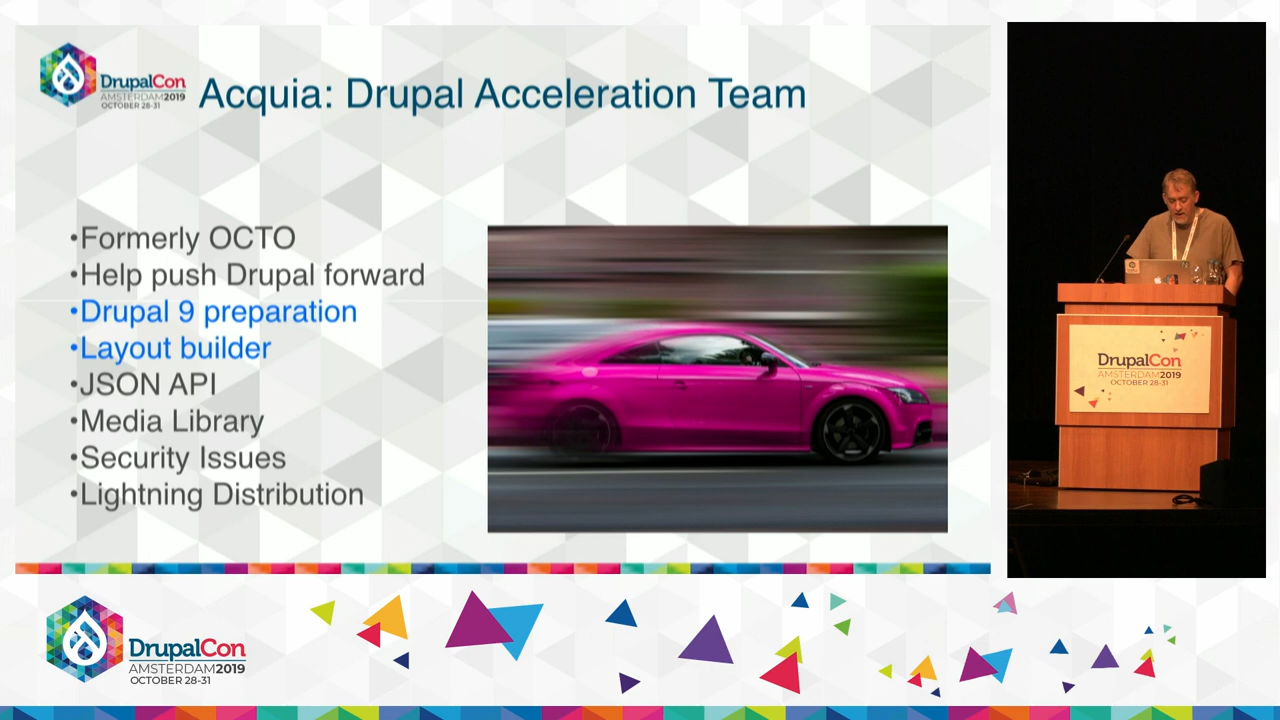 DrupalCon
AMSTERDAM2019
OCTOBER 28-31
Acquia: Drupal Acceleration Team
•Formerly OCTO
•Help push Drupal forward
•Drupal 9 preparation
•Layout builder
•JSON API
•Media Library
•Security Issues
•Lightning Distribution
DrupalCon
AMSTERDAM2019
OCTOBER 28-31
DrupalCon
AMSTERDAM2019
OCTOBER 28-31